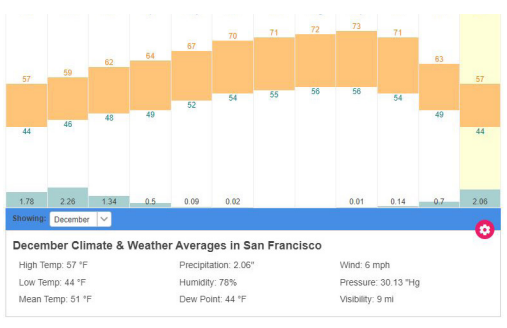 70 71 72 73 71
67
64
62 63
59
57 57
56 56
54 55 54
52
49 49
48
46
44 44
1.78 2.26 1.34 0.5 0.09 0.02 0.01 0.14 0.7 2.06
Showing: December
December Climate & Weather Averages in San Francisco
High Temp: 57 °F Precipitation: 2.06" Wind: 6 mph
Low Temp: 44 °F Humidity: 78% Pressure: 30.13 "Hg
Mean Temp: 51 °F Dew Point: 44 °F Visibility: 9 mi